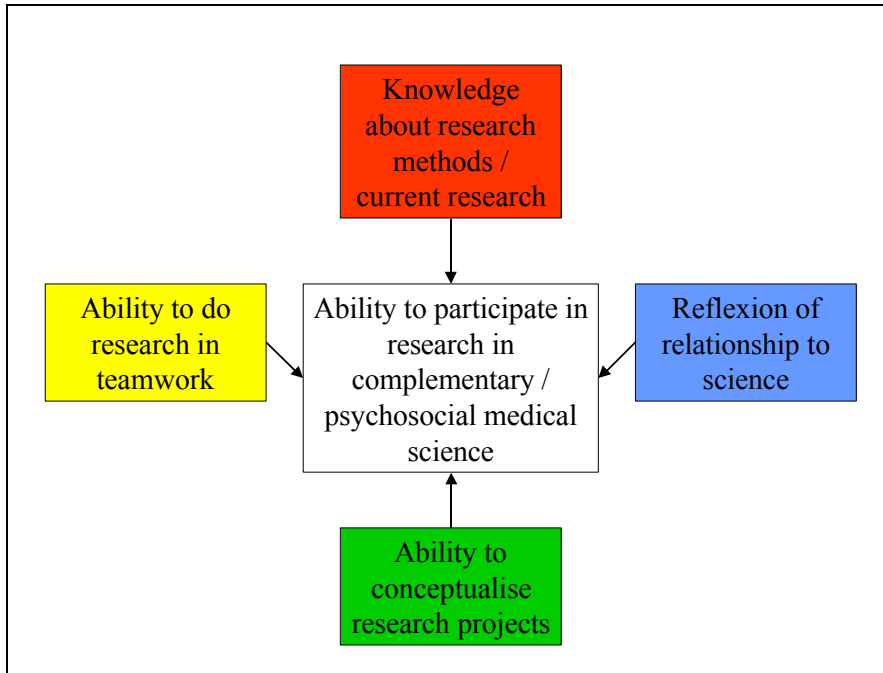 Knowledge
about research
methods /
current research
Ability to do
research in
teamwork
Ability to participate in
research in
complementary /
psychosocial medical
science
Reflexion of
relationship to
science
Ability to
conceptualise
research projects